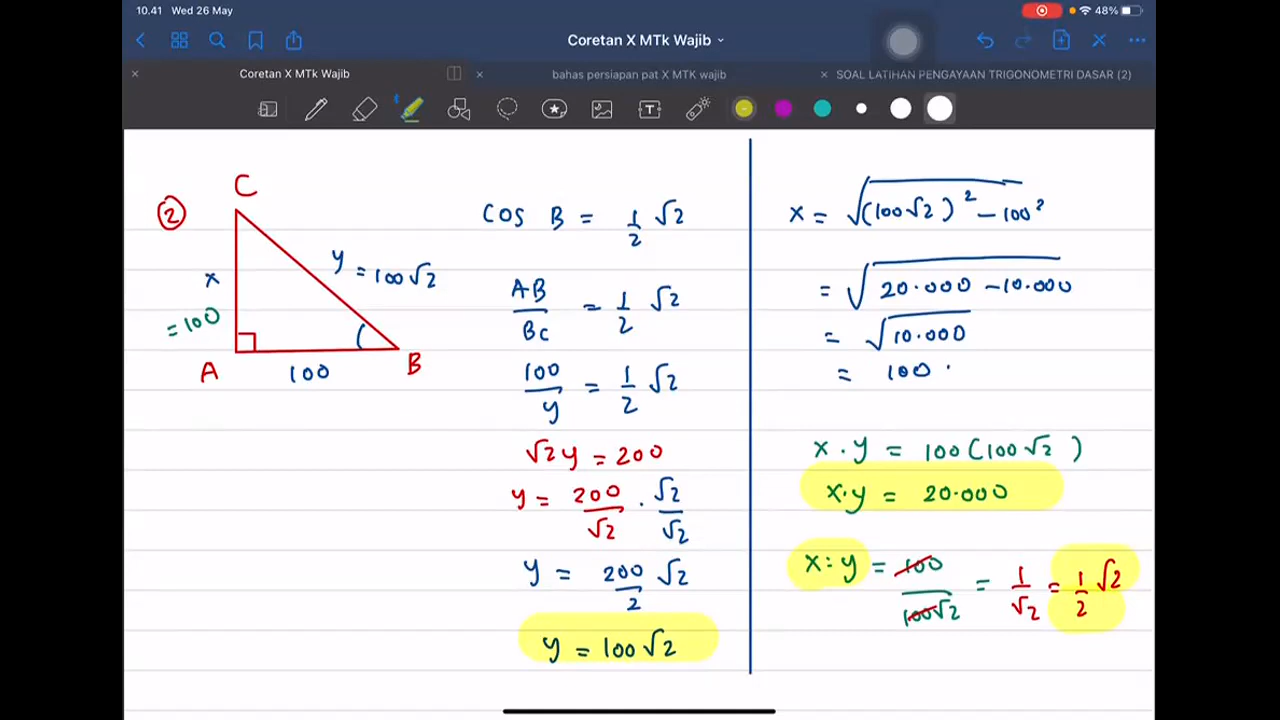 10.41 Wed 26 May
48%
Coretan X MTk Wajib
Coretan X MTk Wajib
bahas persiapan pat X MTK wajib
SOAL LATIHAN PENGAYAAN TRIGONOMETRI DASAR (2)
2
C
x
= 100
y = 100√2
A
100
B
COS B = 1/2 √2
AB/BC = 1/2 √2
100/y = 1/2 √2
√2y = 200
y = 200/√2 . √2/√2
y = 200/2 √2
y = 100√2
x = √(100√2)² - 100²
= √20.000 - 10.000
= √10.000
= 100 .
x . y = 100(100√2)
x.y = 20.000
x : y = 100/100√2 = 1/√2 = 1/2 √2